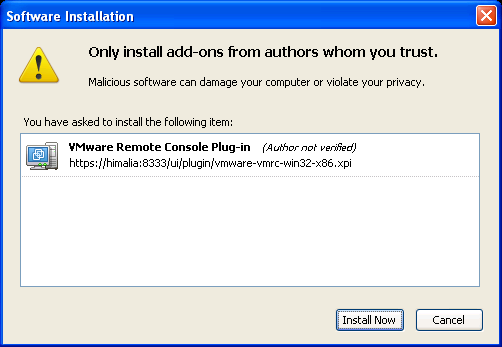 Software Installation
Only install add-ons from authors whom you trust.
Malicious software can damage your computer or violate your privacy.
You have asked to install the following item:
VMware Remote Console Plug-in (Author not verified)
https://himalia:8333/ui/plugin/vmware-vmrc-win32-x86.xpi
Install Now Cancel